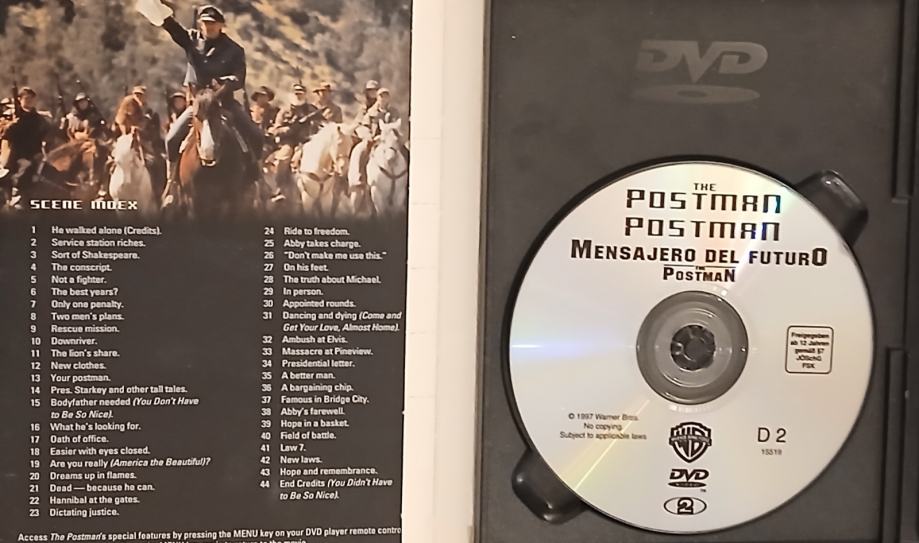 SCENE INDEX
1 He walked alone (Credits).
2 Service station riches.
3 Sort of Shakespeare.
4 The conscript.
5 Not a fighter.
6 The best years?
7 Only one penalty.
8 Two men's plans.
9 Rescue mission.
10 Downriver.
11 The lion's share.
12 New clothes.
13 Your postman.
14 Pres. Starkey and other tall tales.
15 Bodyfather needed (You Don't Have
to Be So Nice).
16 What he's looking for.
17 Oath of office.
18 Easier with eyes closed.
19 Are you really (America the Beautiful)?
20 Dreams up in flames.
21 Dead — because he can.
22 Hannibal at the gates.
23 Dictating justice.
24 Ride to freedom.
25 Abby takes charge.
26 "Don't make me use this."
27 On his feet.
28 The truth about Michael.
29 In person.
30 Appointed rounds.
31 Dancing and dying (Come and
Get Your Love, Almost Home).
32 Ambush at Elvis.
33 Massacre at Pineview.
34 Presidential letter.
35 A better man.
36 A bargaining chip.
37 Famous in Bridge City.
38 Abby's farewell.
39 Hope in a basket.
40 Field of battle.
41 Law 7.
42 New laws.
43 Hope and remembrance.
44 End Credits (You Didn't Have
to Be So Nice).
Access The Postman's special features by pressing the MENU key on your DVD player remote contro
DVD
THE
POSTMAN
POSTMAN
MENSAJERO DEL FUTURO
THE
POSTMAN
Freigegeben
ab 12 Jahren
gemäß §7
JÖSchG
FSK
© 1997 Warner Bros.
No copying.
Subject to applicable laws
WB
D 2
15519
DVD
VIDEO
TM
2